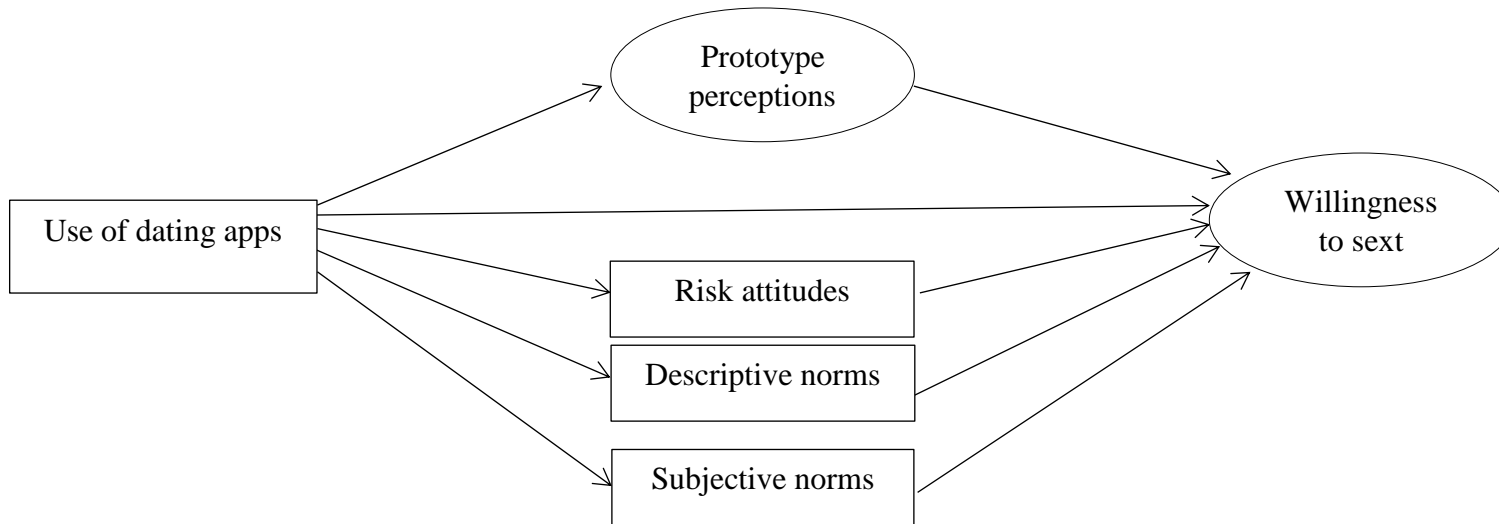 Prototype
perceptions
Use of dating apps
Willingness
to sext
Risk attitudes
Descriptive norms
Subjective norms